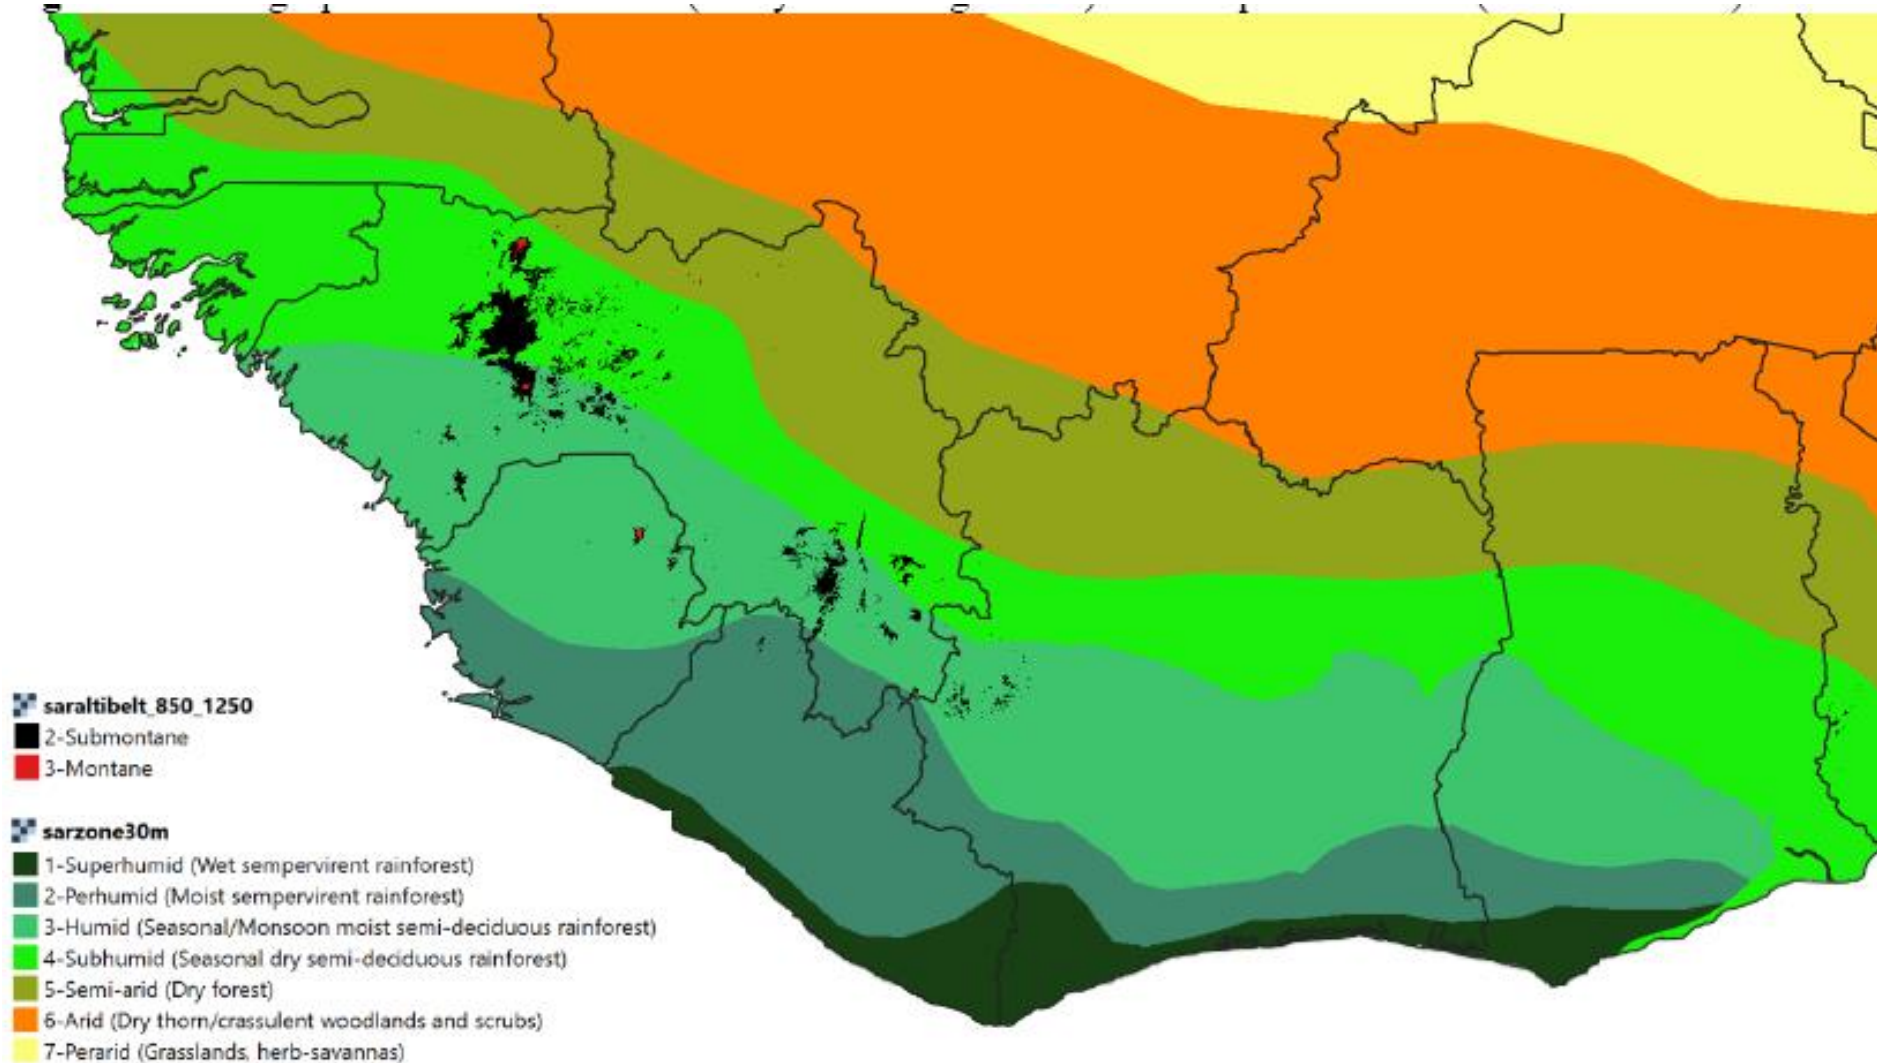 saraltibelt_850_1250
2-Submontane
3-Montane
sarzone30m
1-Superhumid (Wet sempervirent rainforest)
2-Perhumid (Moist sempervirent rainforest)
3-Humid (Seasonal/Monsoon moist semi-deciduous rainforest)
4-Subhumid (Seasonal dry semi-deciduous rainforest)
5-Semi-arid (Dry forest)
6-Arid (Dry thorn/crassulent woodlands and scrubs)
7-Perarid (Grasslands, herb-savannas)